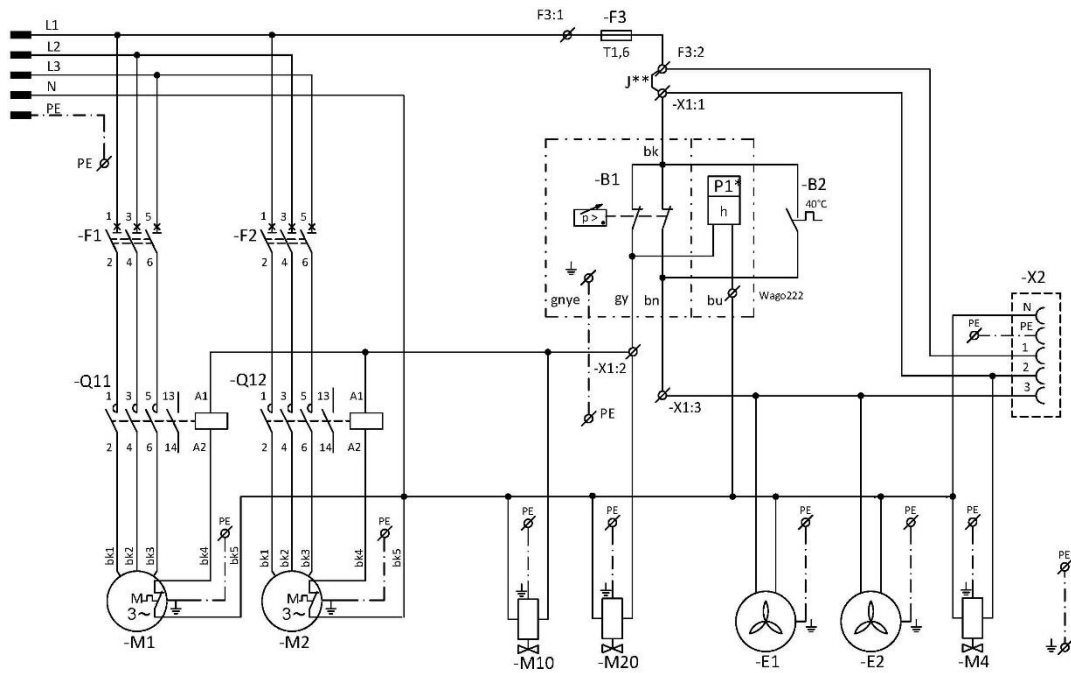 L1
F3:1
-F3
L2
T1,6
F3:2
L3
J**
N
-X1:1
PE
PE
bk
-B1
P1*
-B2
40°C
p>
h
1 3 5
-F1
2 4 6
1 3 5
-F2
2 4 6
-X2
gnye
gy
bn
bu
Wago222
N
PE
PE
1
2
3
-X1:2
-X1:3
PE
-Q11
1 3 5 13 A1
2 4 6 14 A2
-Q12
1 3 5 13 A1
2 4 6 14 A2
bk1 bk2 bk3 bk4 PE bk5
bk1 bk2 bk3 bk4 PE bk5
PE
PE
PE
PE
PE
PE
M
3~
M
3~
-M1
-M2
-M10
-M20
-E1
-E2
-M4